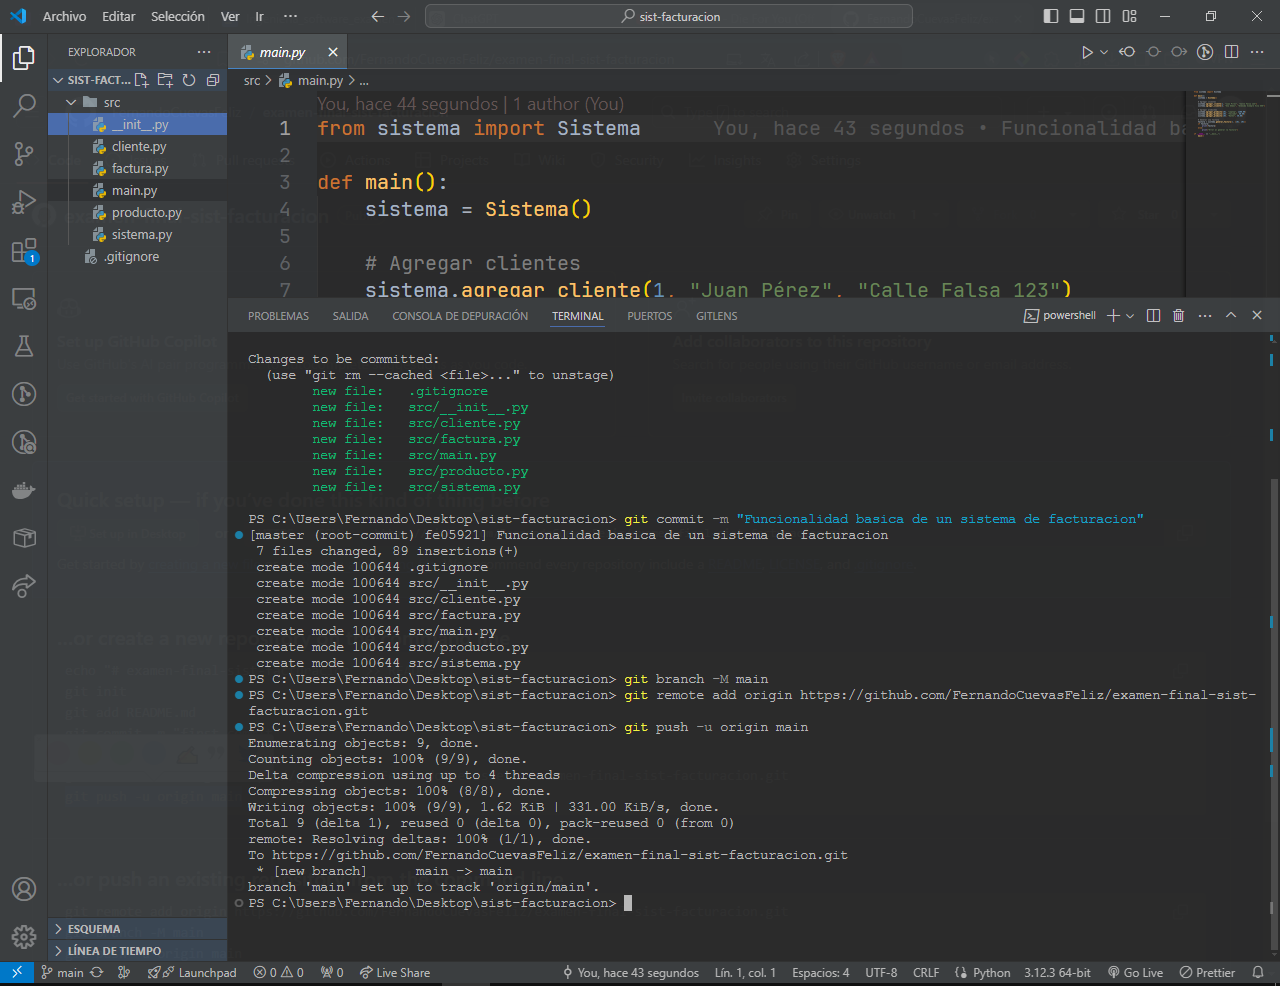 Archivo Editar Selección Ver Ir ··· sist-facturacion
EXPLORADOR ···
SIST-FACT...
src
__init__.py
cliente.py
factura.py
main.py
producto.py
sistema.py
.gitignore
1
main.py
src > main.py > ...
You, hace 44 segundos | 1 author (You)
1 from sistema import Sistema You, hace 43 segundos • Funcionalidad ba
2
3 def main():
4 sistema = Sistema()
5
6 # Agregar clientes
7 sistema.agregar_cliente(1, "Juan Pérez", "Calle Falsa 123")
PROBLEMAS SALIDA CONSOLA DE DEPURACIÓN TERMINAL PUERTOS GITLENS powershell
Changes to be committed:
(use "git rm --cached <file>..." to unstage)
new file: .gitignore
new file: src/__init__.py
new file: src/cliente.py
new file: src/factura.py
new file: src/main.py
new file: src/producto.py
new file: src/sistema.py
PS C:\Users\Fernando\Desktop\sist-facturacion> git commit -m "Funcionalidad basica de un sistema de facturacion"
[master (root-commit) fe05921] Funcionalidad basica de un sistema de facturacion
7 files changed, 89 insertions(+)
create mode 100644 .gitignore
create mode 100644 src/__init__.py
create mode 100644 src/cliente.py
create mode 100644 src/factura.py
create mode 100644 src/main.py
create mode 100644 src/producto.py
create mode 100644 src/sistema.py
PS C:\Users\Fernando\Desktop\sist-facturacion> git branch -M main
PS C:\Users\Fernando\Desktop\sist-facturacion> git remote add origin https://github.com/FernandoCuevasFeliz/examen-final-sist-
facturacion.git
PS C:\Users\Fernando\Desktop\sist-facturacion> git push -u origin main
Enumerating objects: 9, done.
Counting objects: 100% (9/9), done.
Delta compression using up to 4 threads
Compressing objects: 100% (8/8), done.
Writing objects: 100% (9/9), 1.62 KiB | 331.00 KiB/s, done.
Total 9 (delta 1), reused 0 (delta 0), pack-reused 0 (from 0)
remote: Resolving deltas: 100% (1/1), done.
To https://github.com/FernandoCuevasFeliz/examen-final-sist-facturacion.git
* [new branch] main -> main
branch 'main' set up to track 'origin/main'.
PS C:\Users\Fernando\Desktop\sist-facturacion>
ESQUEMA
LÍNEA DE TIEMPO
main Launchpad 0 0 0 Live Share You, hace 43 segundos Lín. 1, col. 1 Espacios: 4 UTF-8 CRLF Python 3.12.3 64-bit Go Live Prettier